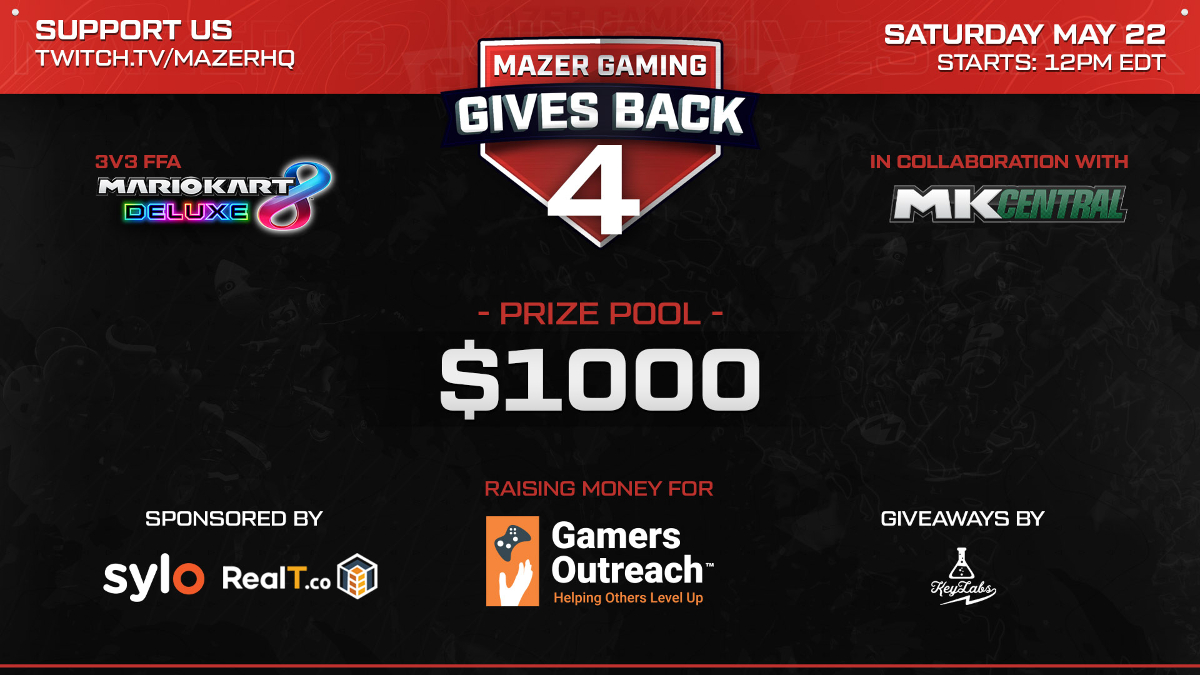 SUPPORT US
TWITCH.TV/MAZERHQ
MAZER GAMING
GIVES BACK
4
SATURDAY MAY 22
STARTS: 12PM EDT
3V3 FFA
MARIOKART 8
DELUXE
IN COLLABORATION WITH
MKCENTRAL
- PRIZE POOL -
$1000
SPONSORED BY
sylo
RealT.co
RAISING MONEY FOR
Gamers
Outreach™
Helping Others Level Up
GIVEAWAYS BY
KeyLabs